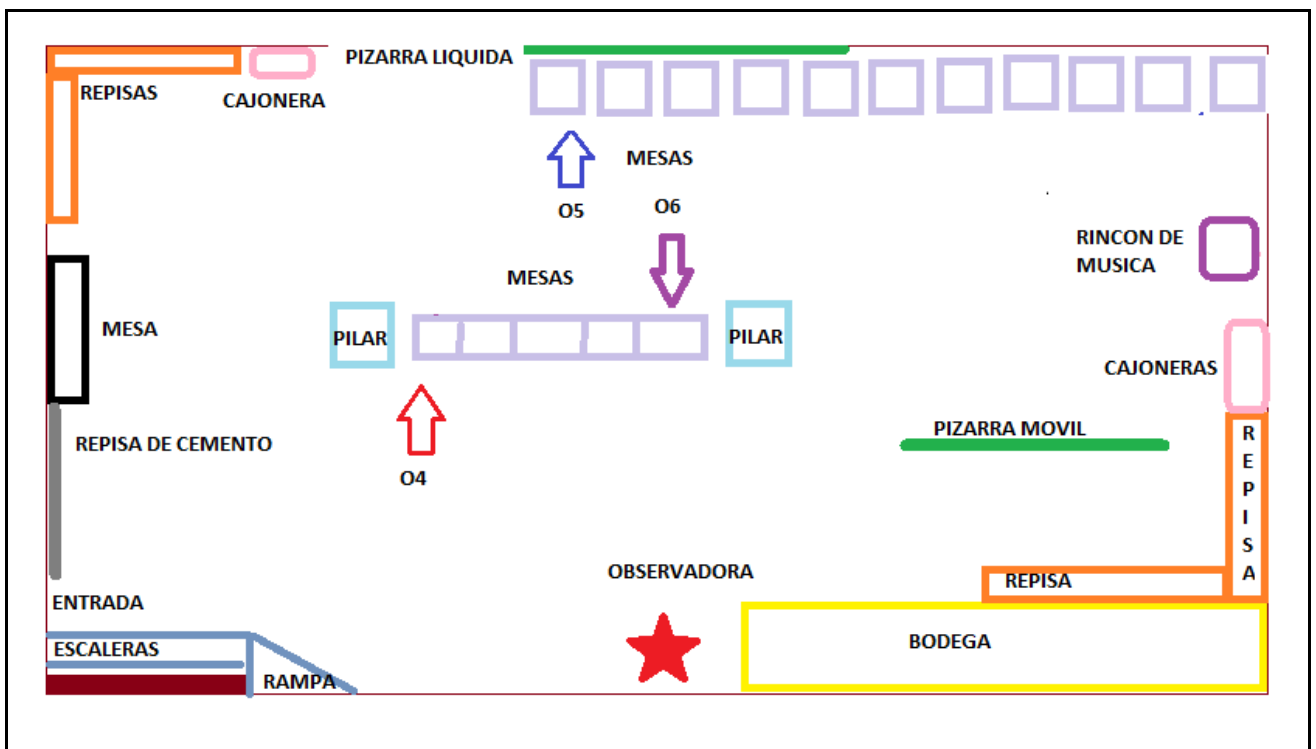 PIZARRA LIQUIDA
REPISAS
CAJONERA
MESAS
O5
O6
RINCON DE
MUSICA
MESAS
MESA
PILAR
PILAR
CAJONERAS
REPISA DE CEMENTO
PIZARRA MOVIL
R
E
P
I
S
A
O4
OBSERVADORA
REPISA
ENTRADA
ESCALERAS
BODEGA
RAMPA